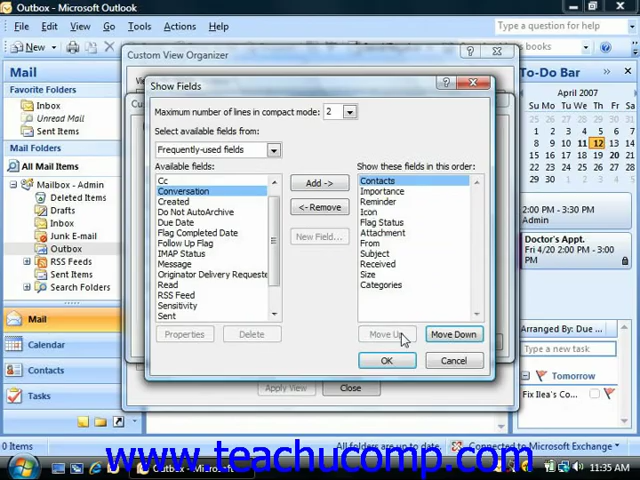 Outbox - Microsoft Outlook
File Edit View Go Tools Actions Help
Type a question for help
New
books
Mail
Favorite Folders
Inbox
Unread Mail
Sent Items
Mail Folders
All Mail Items
Mailbox - Admin
Deleted Items
Drafts
Inbox
Junk E-mail
Outbox
RSS Feeds
Sent Items
Search Folders
Mail
Calendar
Contacts
Tasks
0 Items
Custom View Organizer
Show Fields
Maximum number of lines in compact mode: 2
Select available fields from:
Frequently-used fields
Available fields:
Cc
Conversation
Created
Do Not AutoArchive
Due Date
Flag Completed Date
Follow Up Flag
IMAP Status
Message
Originator Delivery Requeste
Read
RSS Feed
Sensitivity
Sent
Add ->
<- Remove
New Field...
Show these fields in this order:
Contacts
Importance
Reminder
Icon
Flag Status
Attachment
From
Subject
Received
Size
Categories
Properties
Delete
Move Up
Move Down
OK
Cancel
Apply View
Close
To-Do Bar
April 2007
Su Mo Tu We Th Fr Sa
1 2 3 4 5 6 7
8 9 10 11 12 13 14
15 16 17 18 19 20 21
22 23 24 25 26 27 28
29 30
2:00 PM - 3:30 PM
Admin
Doctor's Appt.
Fri 4/20 2:00 PM - 3:
Arranged By: Due ...
Type a new task
Tomorrow
Fix Ilea's Co...
All folders are up to date.
Connected to Microsoft Exchange
www.teachucomp.com
Outbox - Microsoft
11:35 AM